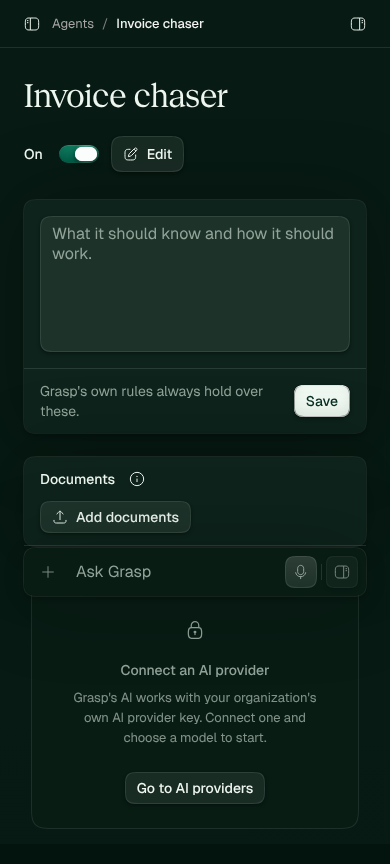 Agents / Invoice chaser
Invoice chaser
On
Edit
What it should know and how it should
work.
Grasp's own rules always hold over
these.
Save
Documents
Add documents
Ask Grasp
Connect an AI provider
Grasp's AI works with your organization's
own AI provider key. Connect one and
choose a model to start.
Go to AI providers